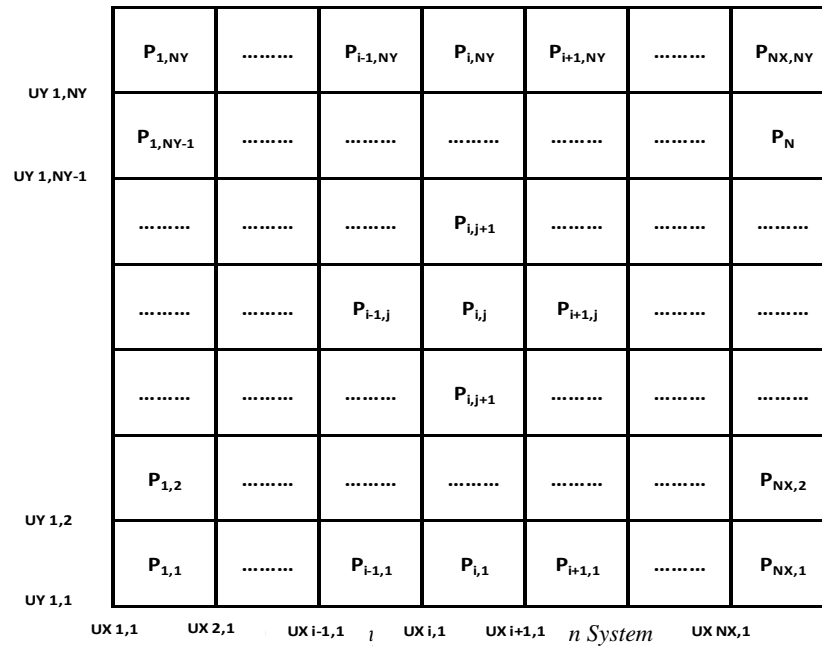 P1,NY ......... Pi-1,NY Pi,NY Pi+1,NY ......... PNX,NY
UY 1,NY
P1,NY-1 ......... ......... ......... ......... ......... PN
UY 1,NY-1
......... ......... ......... Pi,j+1 ......... ......... .........
......... ......... Pi-1,j Pi,j Pi+1,j ......... .........
......... ......... ......... Pi,j+1 ......... ......... .........
P1,2 ......... ......... ......... ......... ......... PNX,2
UY 1,2
P1,1 ......... Pi-1,1 Pi,1 Pi+1,1 ......... PNX,1
UY 1,1
UX 1,1 UX 2,1 UX i-1,1 UX i,1 UX i+1,1 n System UX NX,1